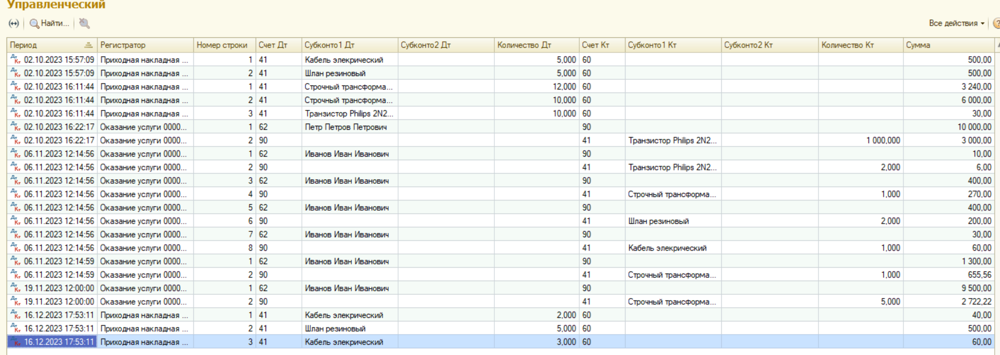 Управленческий
Найти... Все действия
Период Регистратор Номер строки Счет Дт Субконто1 Дт Субконто2 Дт Количество Дт Счет Кт Субконто1 Кт Субконто2 Кт Количество Кт Сумма
02.10.2023 15:57:09 Приходная накладная ... 1 41 Кабель элекрический 5,000 60 500,00
02.10.2023 15:57:09 Приходная накладная ... 2 41 Шлан резиновый 5,000 60 500,00
02.10.2023 16:11:44 Приходная накладная ... 1 41 Строчный трансформа... 12,000 60 3 240,00
02.10.2023 16:11:44 Приходная накладная ... 2 41 Строчный трансформа... 10,000 60 6 000,00
02.10.2023 16:11:44 Приходная накладная ... 3 41 Транзистор Philips 2N2... 10,000 60 30,00
02.10.2023 16:22:17 Оказание услуги 0000... 1 62 Петр Петров Петрович 90 10 000,00
02.10.2023 16:22:17 Оказание услуги 0000... 2 90 41 Транзистор Philips 2N2... 1 000,000 3 000,00
06.11.2023 12:14:56 Оказание услуги 0000... 1 62 Иванов Иван Иванович 90 10,00
06.11.2023 12:14:56 Оказание услуги 0000... 2 90 41 Транзистор Philips 2N2... 2,000 6,00
06.11.2023 12:14:56 Оказание услуги 0000... 3 62 Иванов Иван Иванович 90 400,00
06.11.2023 12:14:56 Оказание услуги 0000... 4 90 41 Строчный трансформа... 1,000 270,00
06.11.2023 12:14:56 Оказание услуги 0000... 5 62 Иванов Иван Иванович 90 400,00
06.11.2023 12:14:56 Оказание услуги 0000... 6 90 41 Шлан резиновый 2,000 200,00
06.11.2023 12:14:56 Оказание услуги 0000... 7 62 Иванов Иван Иванович 90 30,00
06.11.2023 12:14:56 Оказание услуги 0000... 8 90 41 Кабель элекрический 1,000 60,00
06.11.2023 12:14:59 Оказание услуги 0000... 1 62 Иванов Иван Иванович 90 1 300,00
06.11.2023 12:14:59 Оказание услуги 0000... 2 90 41 Строчный трансформа... 1,000 655,56
19.11.2023 12:00:00 Оказание услуги 0000... 1 62 Иванов Иван Иванович 90 9 500,00
19.11.2023 12:00:00 Оказание услуги 0000... 2 90 41 Строчный трансформа... 5,000 2 722,22
16.12.2023 17:53:11 Приходная накладная ... 1 41 Кабель элекрический 2,000 60 40,00
16.12.2023 17:53:11 Приходная накладная ... 2 41 Шлан резиновый 5,000 60 500,00
16.12.2023 17:53:11 Приходная накладная ... 3 41 Кабель элекрический 3,000 60 60,00